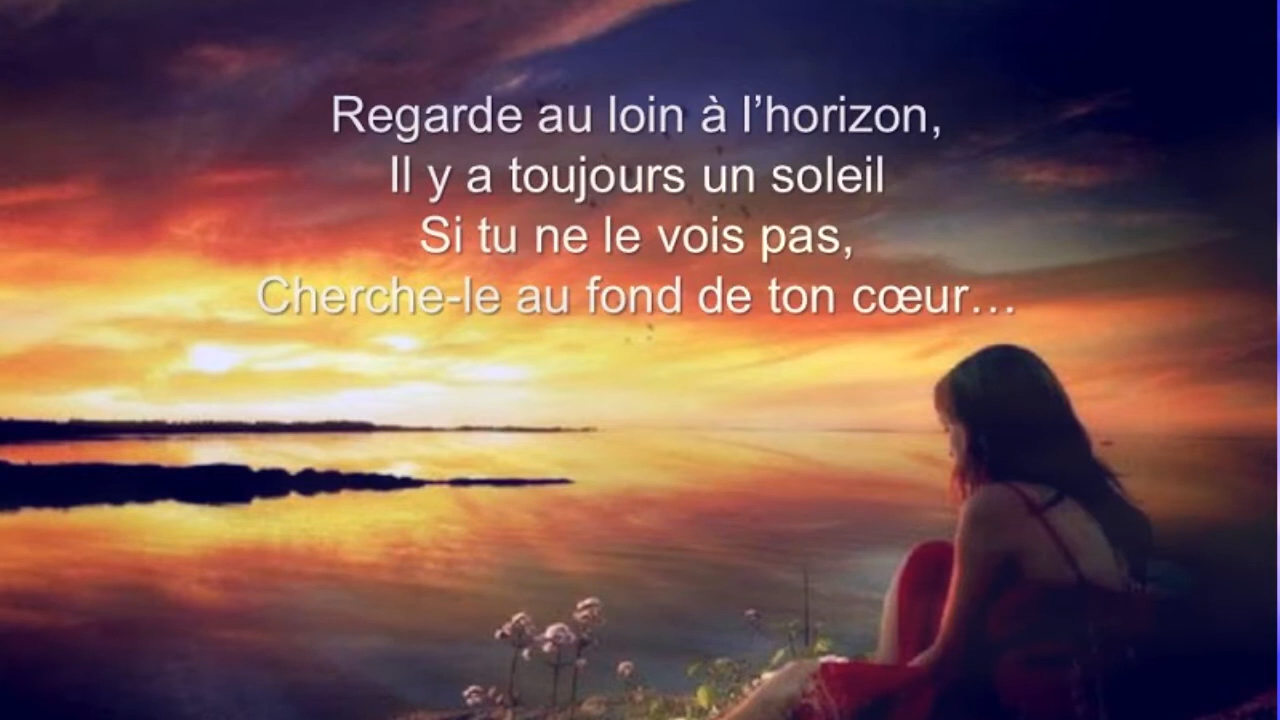 Regarde au loin à l’horizon,
Il y a toujours un soleil
Si tu ne le vois pas,
Cherche-le au fond de ton cœur…